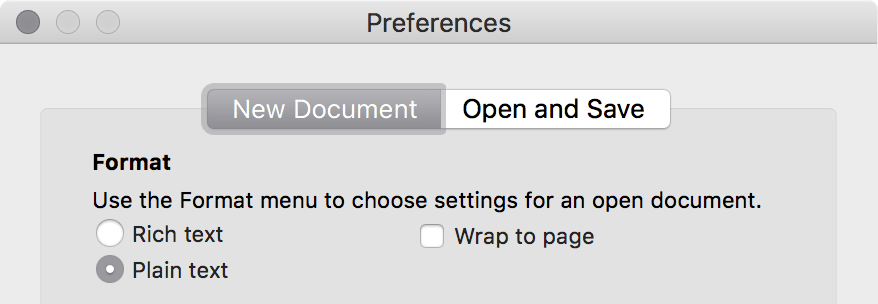 Preferences
New Document Open and Save
Format
Use the Format menu to choose settings for an open document.
Rich text Wrap to page
Plain text